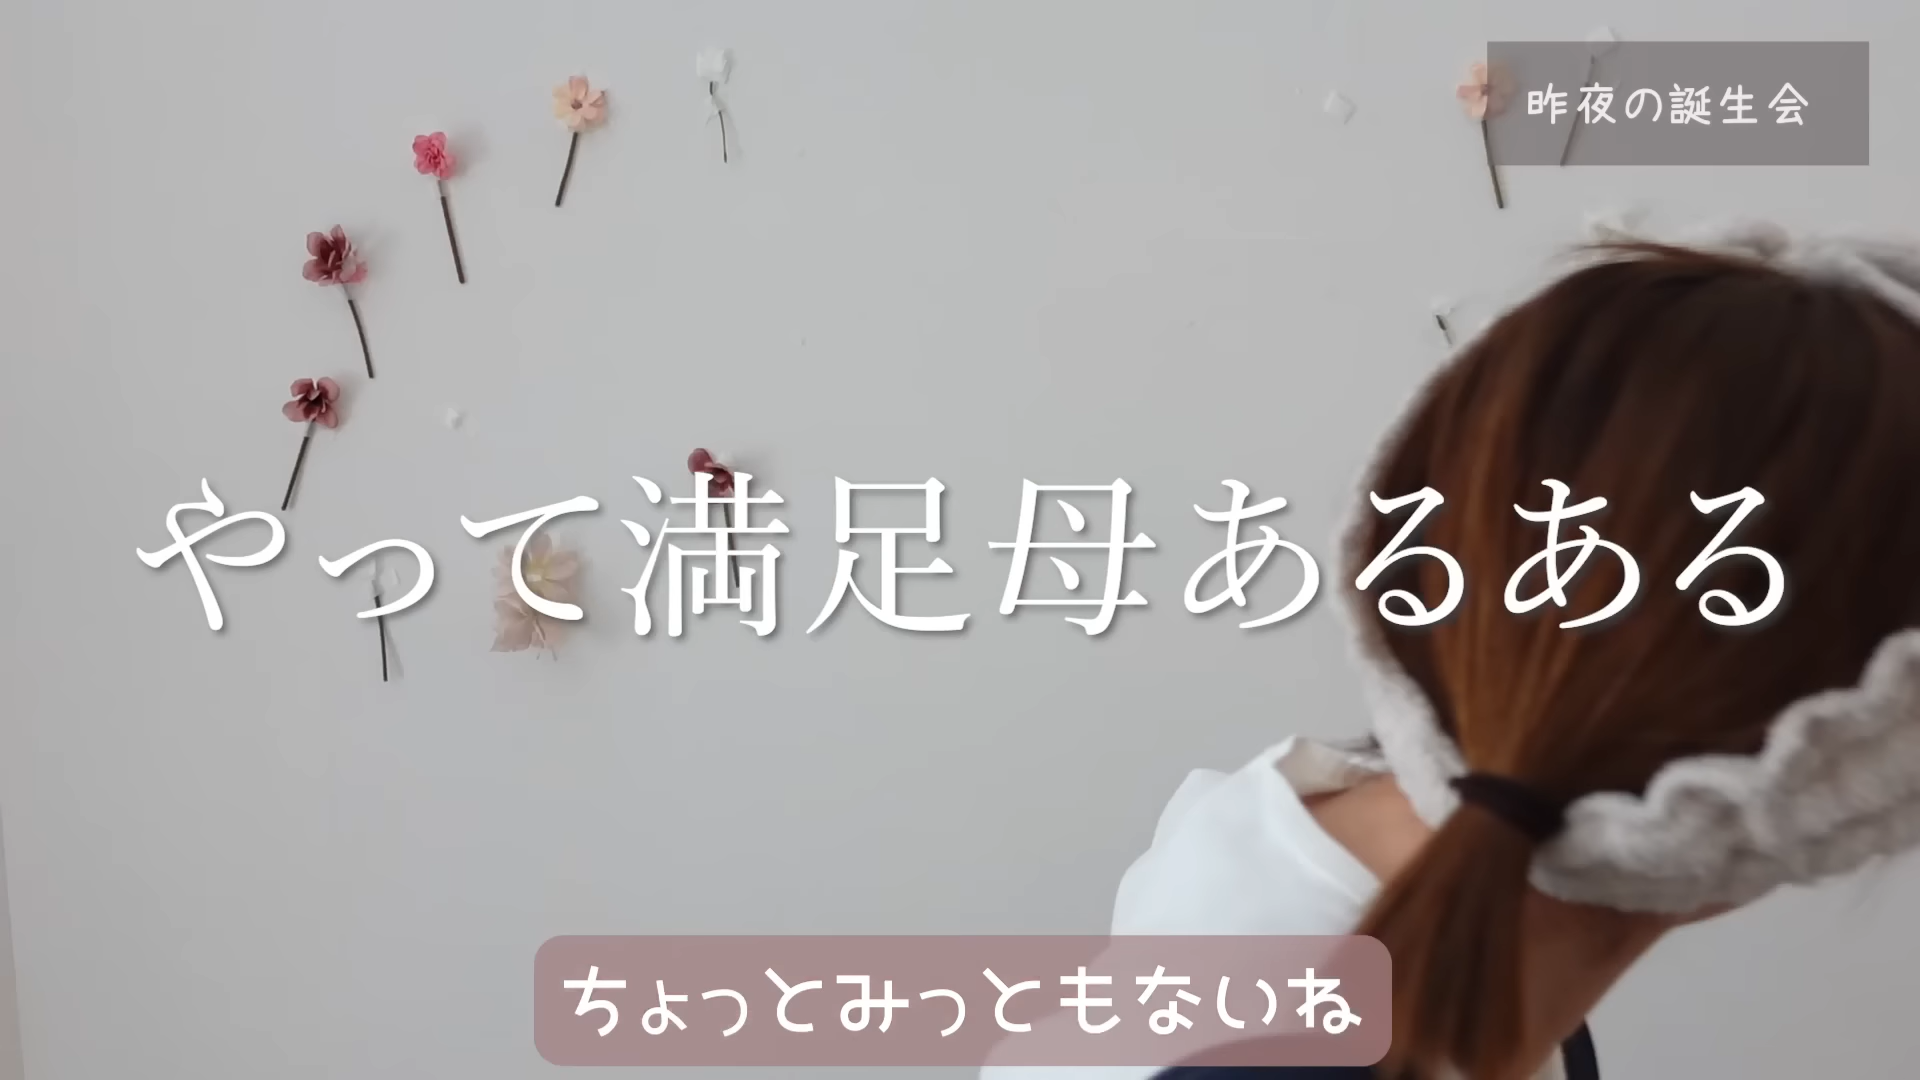 昨夜の誕生会
やって満足母あるある
ちょっとみっともないね